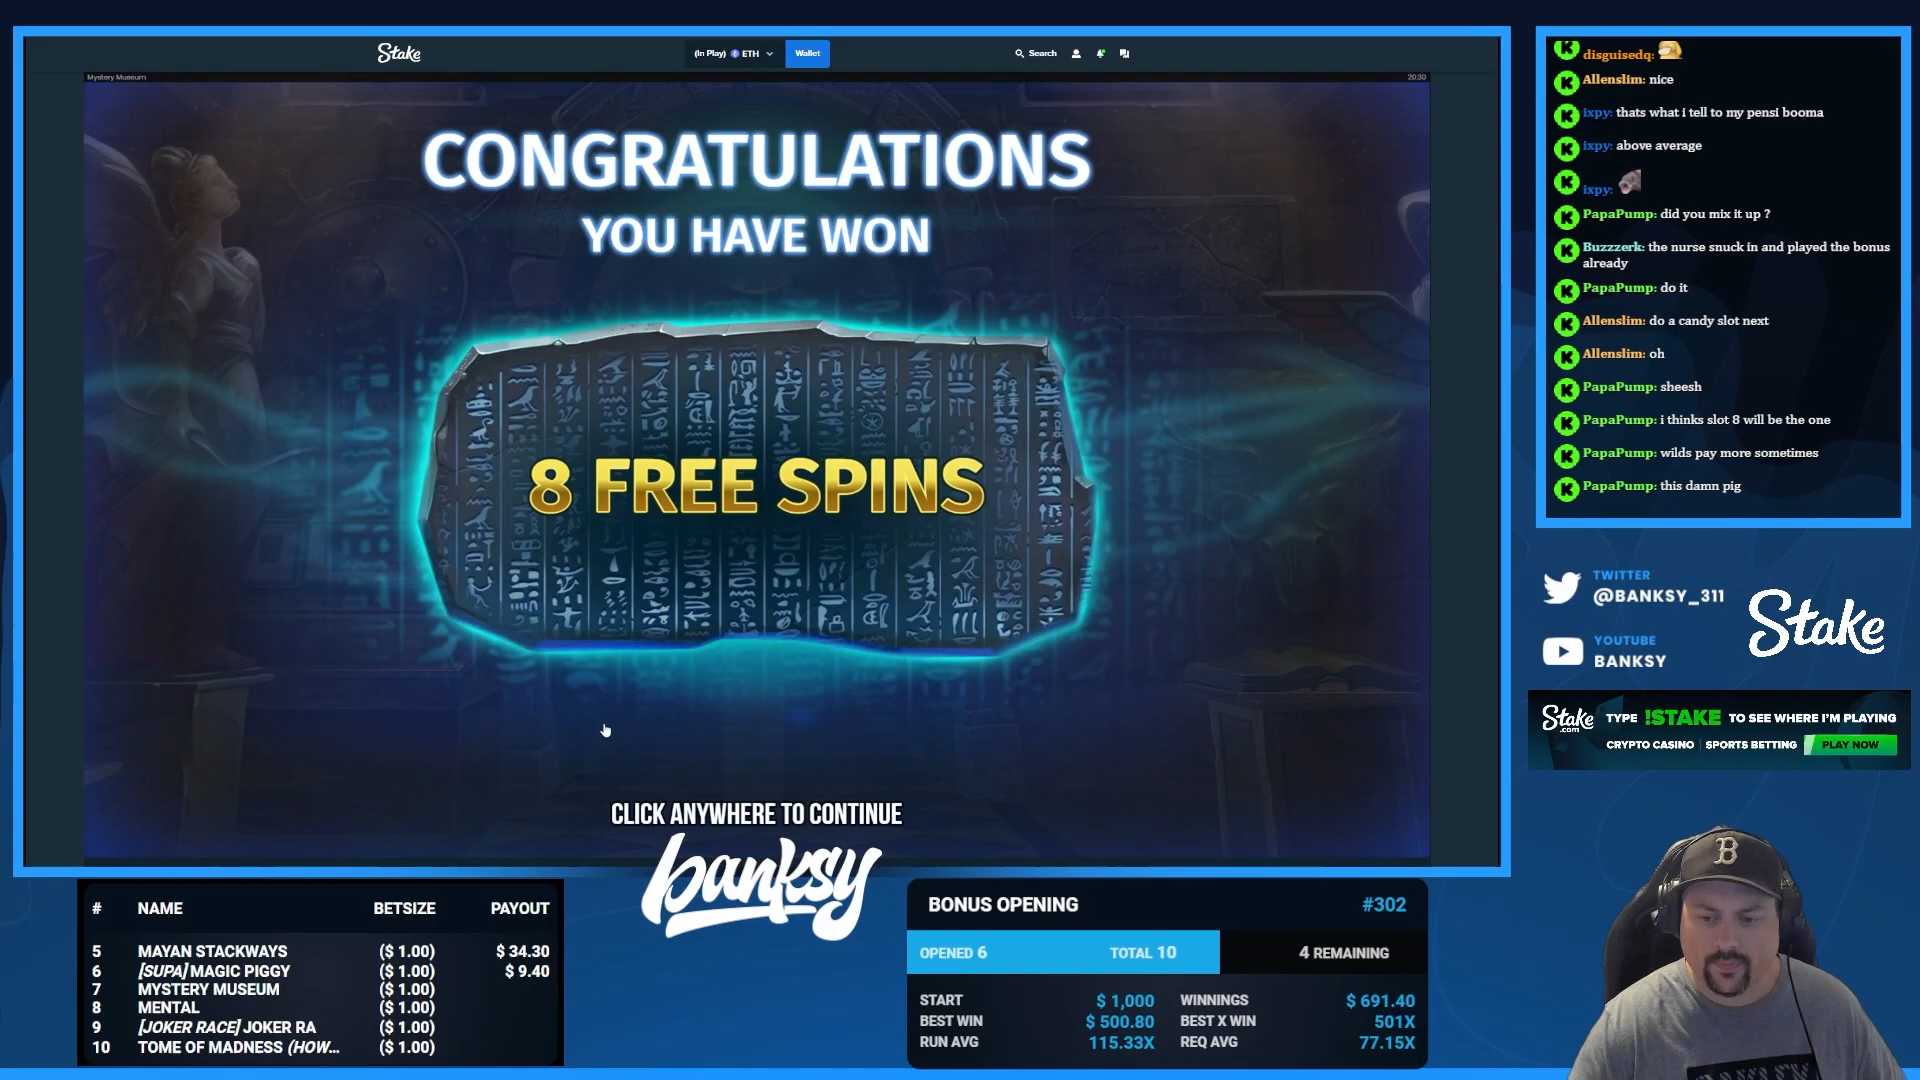 Stake
(In Play) ETH
Wallet
Search
Mystery Museum
20:30
CONGRATULATIONS
YOU HAVE WON
8 FREE SPINS
CLICK ANYWHERE TO CONTINUE
banksy
disguisedq:
Allenslim: nice
ixpy: thats what i tell to my pensi booma
ixpy: above average
ixpy:
PapaPump: did you mix it up ?
Buzzzerk: the nurse snuck in and played the bonus
already
PapaPump: do it
Allenslim: do a candy slot next
Allenslim: oh
PapaPump: sheesh
PapaPump: i thinks slot 8 will be the one
PapaPump: wilds pay more sometimes
PapaPump: this damn pig
TWITTER
@BANKSY_311
YOUTUBE
BANKSY
Stake
Stake.com
TYPE !STAKE TO SEE WHERE I'M PLAYING
CRYPTO CASINO | SPORTS BETTING PLAY NOW
# NAME BETSIZE PAYOUT
5 MAYAN STACKWAYS ($ 1.00) $ 34.30
6 [SUPA] MAGIC PIGGY ($ 1.00) $ 9.40
7 MYSTERY MUSEUM ($ 1.00)
8 MENTAL ($ 1.00)
9 [JOKER RACE] JOKER RA ($ 1.00)
10 TOME OF MADNESS (HOW... ($ 1.00)
BONUS OPENING #302
OPENED 6 TOTAL 10 4 REMAINING
START $ 1,000 WINNINGS $ 691.40
BEST WIN $ 500.80 BEST X WIN 501X
RUN AVG 115.33X REQ AVG 77.15X
B